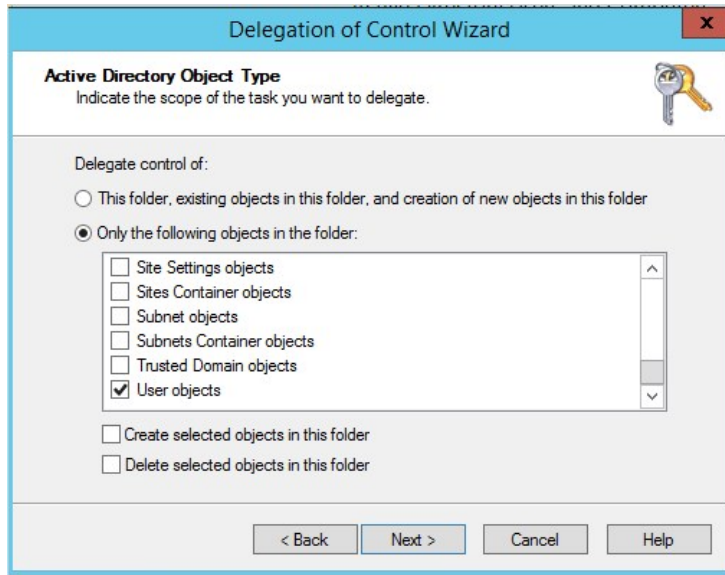 Delegation of Control Wizard
x
Active Directory Object Type
Indicate the scope of the task you want to delegate.
Delegate control of:
This folder, existing objects in this folder, and creation of new objects in this folder
Only the following objects in the folder:
Site Settings objects
Sites Container objects
Subnet objects
Subnets Container objects
Trusted Domain objects
User objects
Create selected objects in this folder
Delete selected objects in this folder
< Back
Next >
Cancel
Help